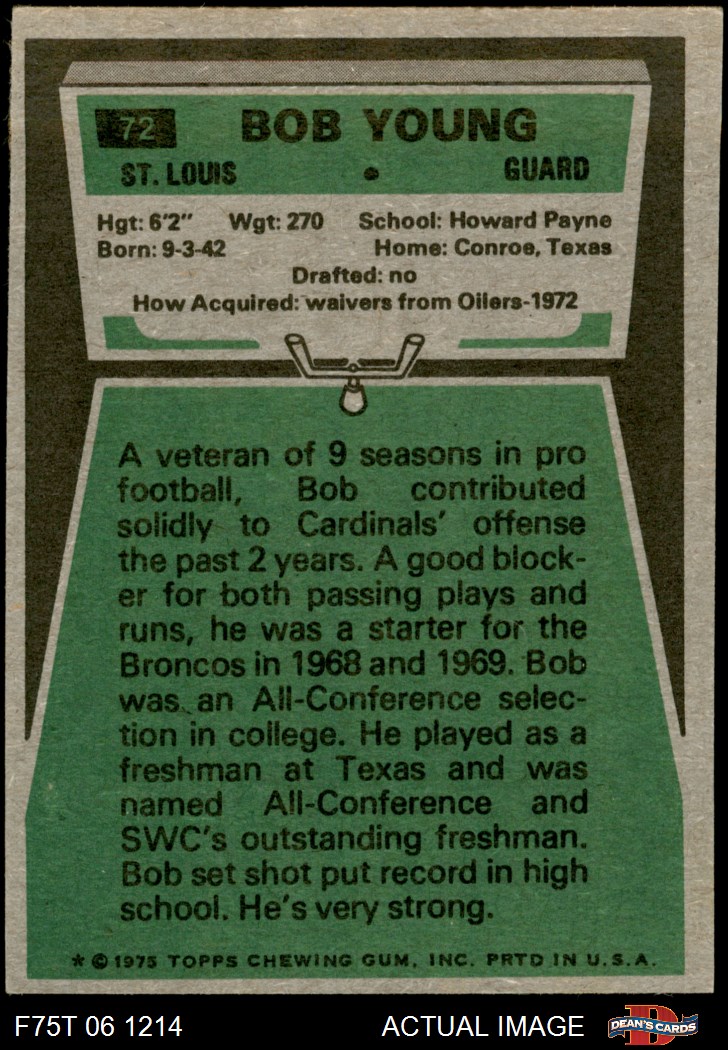 72 BOB YOUNG
ST. LOUIS • GUARD
Hgt: 6'2" Wgt: 270 School: Howard Payne
Born: 9-3-42 Home: Conroe, Texas
Drafted: no
How Acquired: waivers from Oilers-1972
A veteran of 9 seasons in pro
football, Bob contributed
solidly to Cardinals' offense
the past 2 years. A good block-
er for both passing plays and
runs, he was a starter for the
Broncos in 1968 and 1969. Bob
was an All-Conference selec-
tion in college. He played as a
freshman at Texas and was
named All-Conference and
SWC's outstanding freshman.
Bob set shot put record in high
school. He's very strong.
* © 1975 TOPPS CHEWING GUM, INC. PRTD IN U.S.A.
F75T 06 1214 ACTUAL IMAGE D DEAN'S CARDS